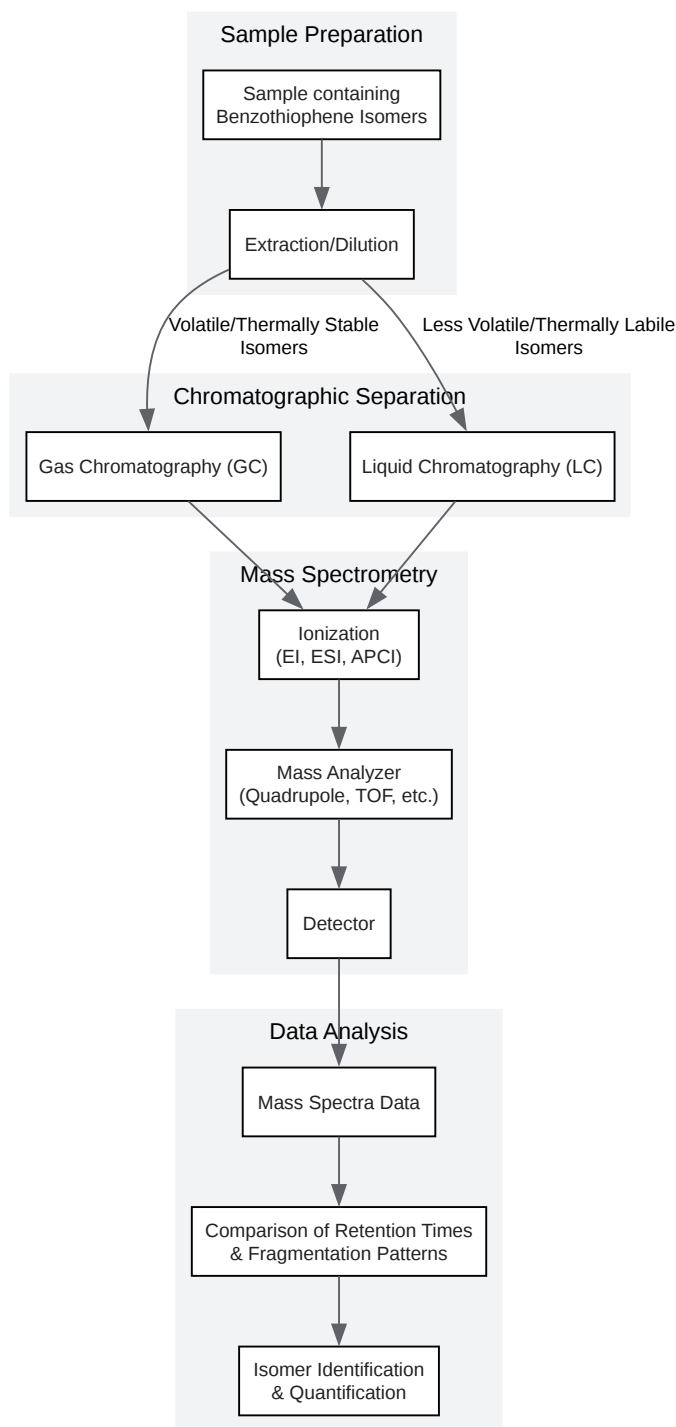 Sample Preparation
Sample containing
Benzothiophene Isomers
Extraction/Dilution
Volatile/Thermally Stable
Isomers
Less Volatile/Thermally Labile
Isomers
Chromatographic Separation
Gas Chromatography (GC)
Liquid Chromatography (LC)
Mass Spectrometry
Ionization
(EI, ESI, APCI)
Mass Analyzer
(Quadrupole, TOF, etc.)
Detector
Data Analysis
Mass Spectra Data
Comparison of Retention Times
& Fragmentation Patterns
Isomer Identification
& Quantification